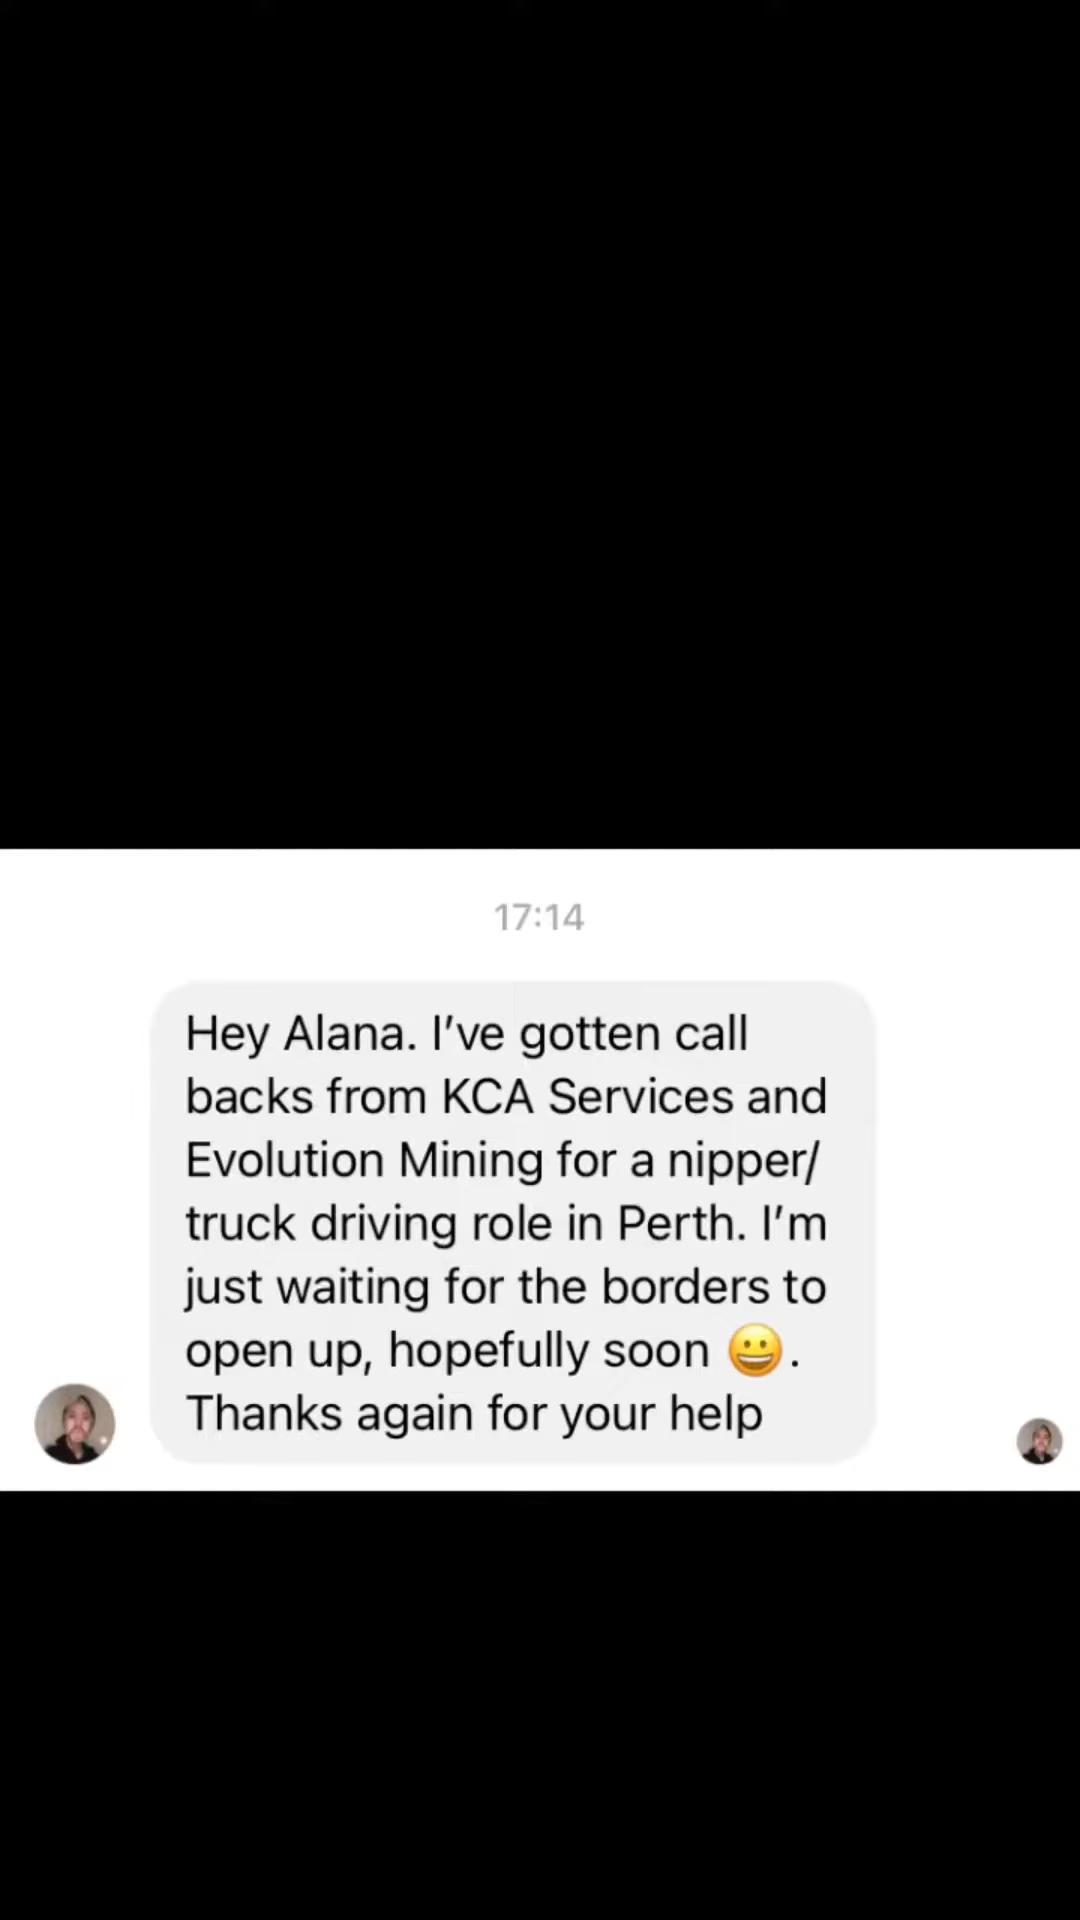 17:14
Hey Alana. I’ve gotten call
backs from KCA Services and
Evolution Mining for a nipper/
truck driving role in Perth. I’m
just waiting for the borders to
open up, hopefully soon 😀.
Thanks again for your help